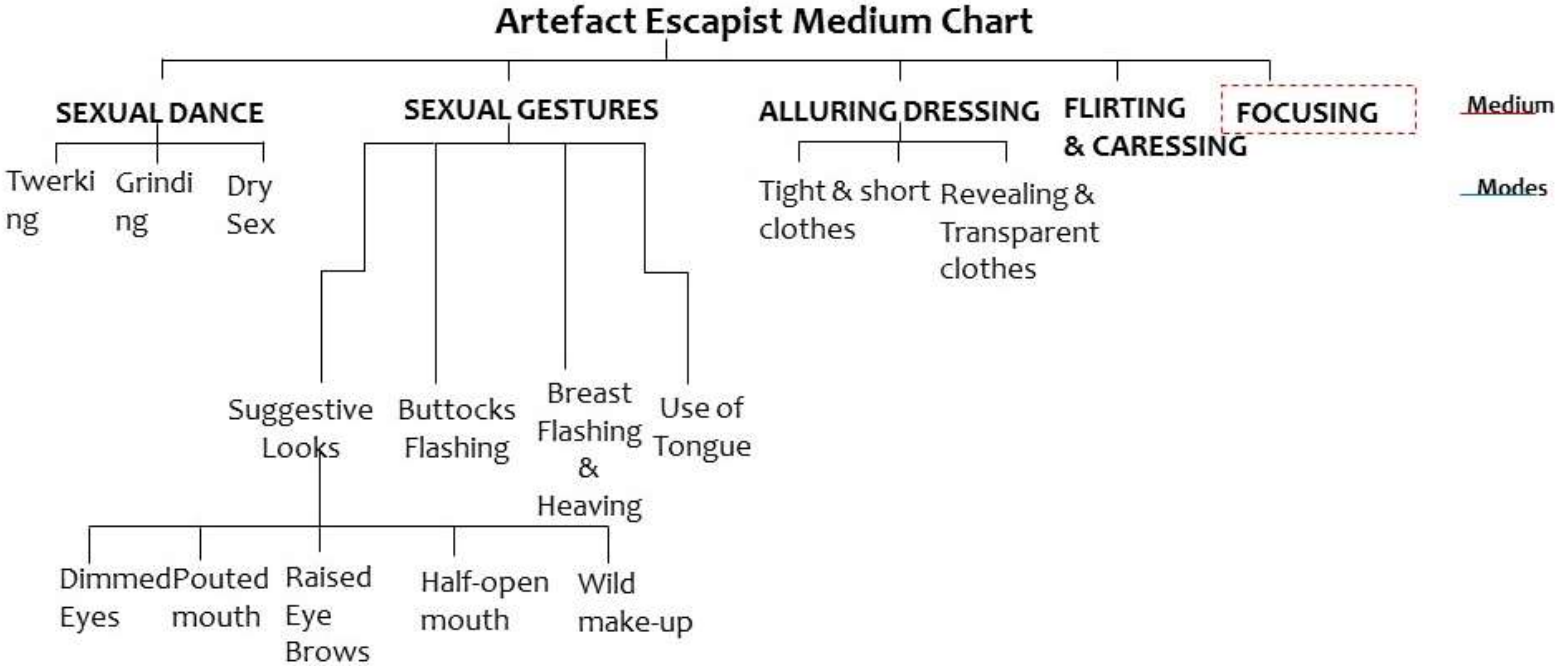 Artefact Escapist Medium Chart
SEXUAL DANCE
SEXUAL GESTURES
ALLURING DRESSING
FLIRTING
& CARESSING
FOCUSING
Medium
Modes
Twerki
ng
Grindi
ng
Dry
Sex
Tight & short
clothes
Revealing &
Transparent
clothes
Suggestive
Looks
Buttocks
Flashing
Breast
Flashing
&
Heaving
Use of
Tongue
Dimmed
Eyes
Pouted
mouth
Raised
Eye
Brows
Half-open
mouth
Wild
make-up